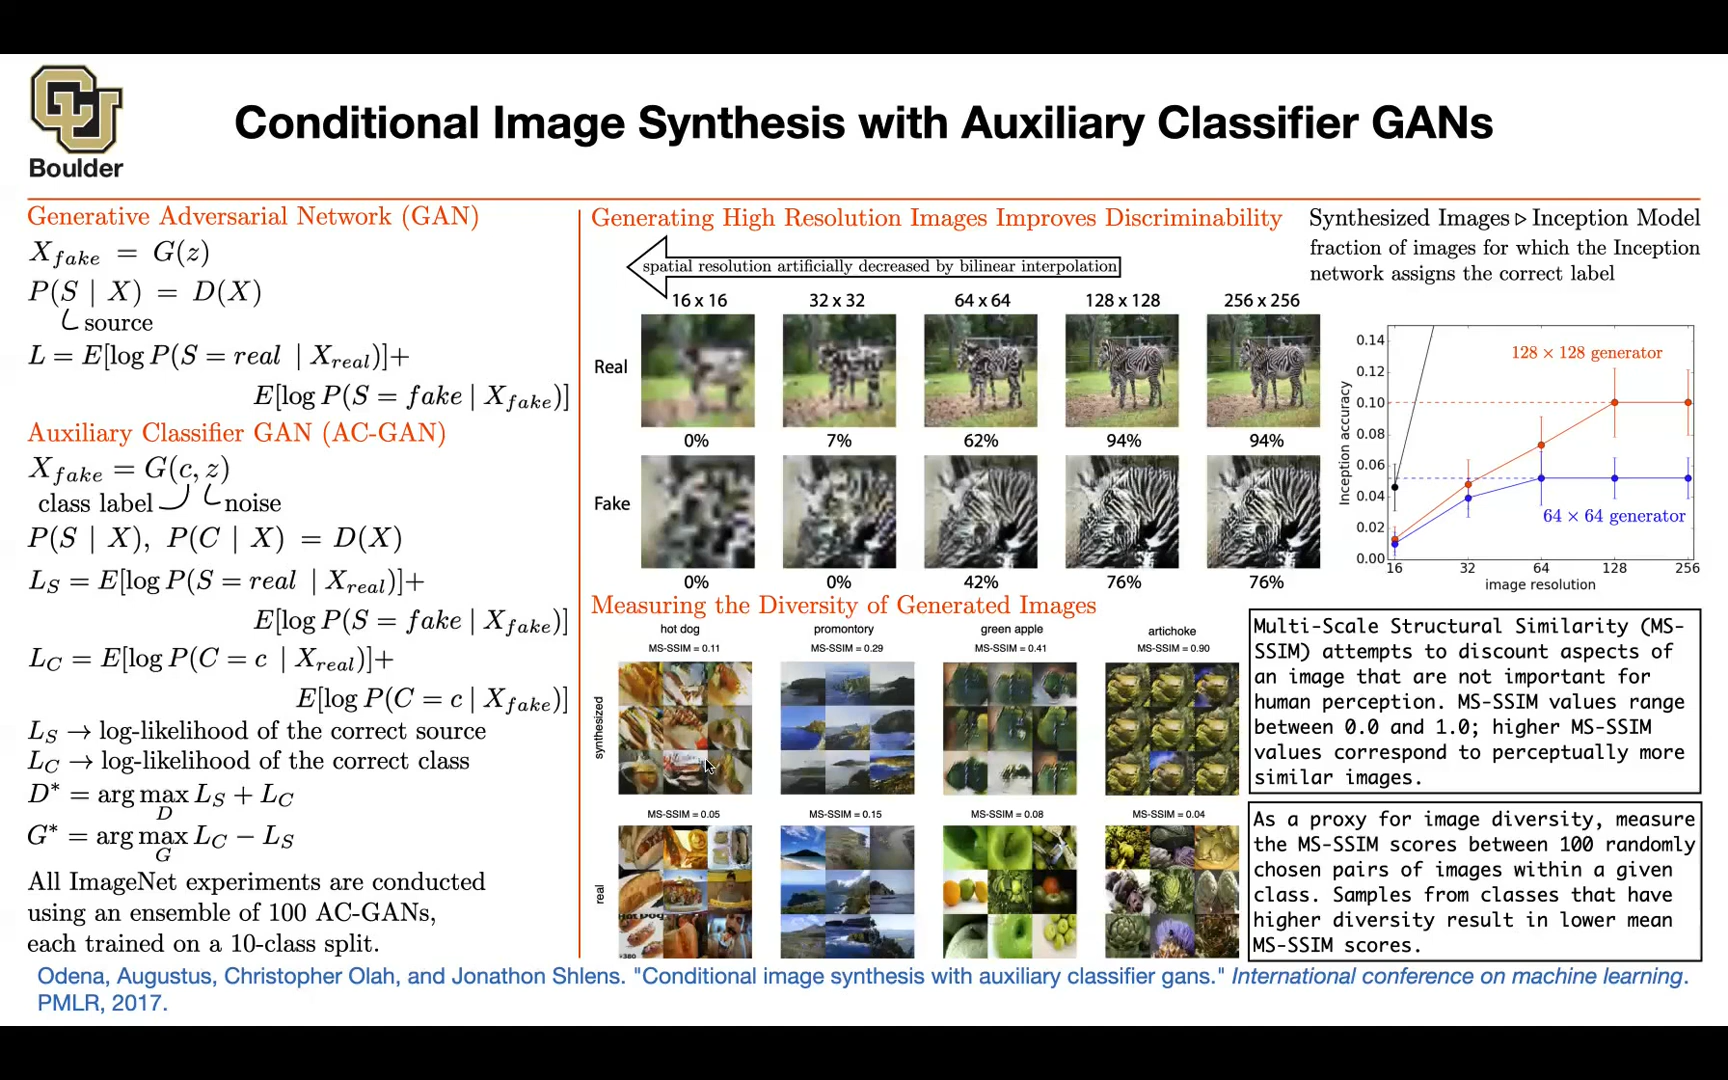 CU
Boulder
Conditional Image Synthesis with Auxiliary Classifier GANs
Generative Adversarial Network (GAN)
X_fake = G(z)
P(S | X) = D(X)
source
L = E[log P(S = real | X_real)]+
E[log P(S = fake | X_fake)]
Auxiliary Classifier GAN (AC-GAN)
X_fake = G(c, z)
class label noise
P(S | X), P(C | X) = D(X)
L_S = E[log P(S = real | X_real)]+
E[log P(S = fake | X_fake)]
L_C = E[log P(C = c | X_real)]+
E[log P(C = c | X_fake)]
L_S → log-likelihood of the correct source
L_C → log-likelihood of the correct class
D* = arg max_D L_S + L_C
G* = arg max_G L_C − L_S
All ImageNet experiments are conducted
using an ensemble of 100 AC-GANs,
each trained on a 10-class split.
Generating High Resolution Images Improves Discriminability
spatial resolution artificially decreased by bilinear interpolation
16 x 16 32 x 32 64 x 64 128 x 128 256 x 256
Real
0% 7% 62% 94% 94%
Fake
0% 0% 42% 76% 76%
Synthesized Images ▷ Inception Model
fraction of images for which the Inception
network assigns the correct label
Inception accuracy
0.14
0.12
0.10
0.08
0.06
0.04
0.02
0.00
128 × 128 generator
64 × 64 generator
16 32 64 128 256
image resolution
Measuring the Diversity of Generated Images
hot dog promontory green apple artichoke
MS-SSIM = 0.11 MS-SSIM = 0.29 MS-SSIM = 0.41 MS-SSIM = 0.90
synthesized
MS-SSIM = 0.05 MS-SSIM = 0.15 MS-SSIM = 0.08 MS-SSIM = 0.04
real
Multi-Scale Structural Similarity (MS-
SSIM) attempts to discount aspects of
an image that are not important for
human perception. MS-SSIM values range
between 0.0 and 1.0; higher MS-SSIM
values correspond to perceptually more
similar images.
As a proxy for image diversity, measure
the MS-SSIM scores between 100 randomly
chosen pairs of images within a given
class. Samples from classes that have
higher diversity result in lower mean
MS-SSIM scores.
Odena, Augustus, Christopher Olah, and Jonathon Shlens. "Conditional image synthesis with auxiliary classifier gans." International conference on machine learning.
PMLR, 2017.